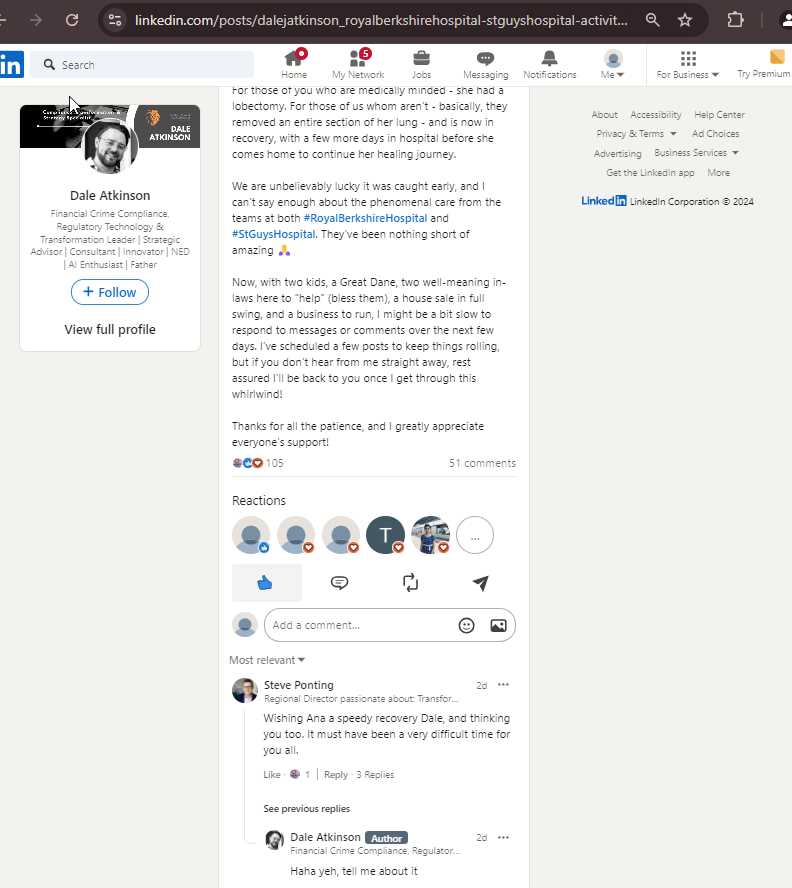 linkedin.com/posts/dalejatkinson_royalberkshirehospital-stguyshospital-activit...
in
Search
Home
My Network
5
Jobs
Messaging
Notifications
Me
For Business
Try Premium
DALE
ATKINSON
Dale Atkinson
Financial Crime Compliance,
Regulatory Technology &
Transformation Leader | Strategic
Advisor | Consultant | Innovator | NED
| AI Enthusiast | Father
+ Follow
View full profile
For those of you who are medically minded - she had a
lobectomy. For those of us whom aren't - basically, they
removed an entire section of her lung - and is now in
recovery, with a few more days in hospital before she
comes home to continue her healing journey.
We are unbelievably lucky it was caught early, and I
can't say enough about the phenomenal care from the
teams at both #RoyalBerkshireHospital and
#StGuysHospital. They've been nothing short of
amazing 🙏
Now, with two kids, a Great Dane, two well-meaning in-
laws here to "help" (bless them), a house sale in full
swing, and a business to run, I might be a bit slow to
respond to messages or comments over the next few
days. I've scheduled a few posts to keep things rolling,
but if you don't hear from me straight away, rest
assured I'll be back to you once I get through this
whirlwind!
Thanks for all the patience, and I greatly appreciate
everyone's support!
105
51 comments
Reactions
T
...
Add a comment...
Most relevant
Steve Ponting
2d
Regional Director passionate about: Transfor...
Wishing Ana a speedy recovery Dale, and thinking
you too. It must have been a very difficult time for
you all.
Like · 1 | Reply · 3 Replies
See previous replies
Dale Atkinson Author
2d
Financial Crime Compliance, Regulator...
Haha yeh, tell me about it
About Accessibility Help Center
Privacy & Terms Ad Choices
Advertising Business Services
Get the LinkedIn app More
LinkedIn LinkedIn Corporation © 2024